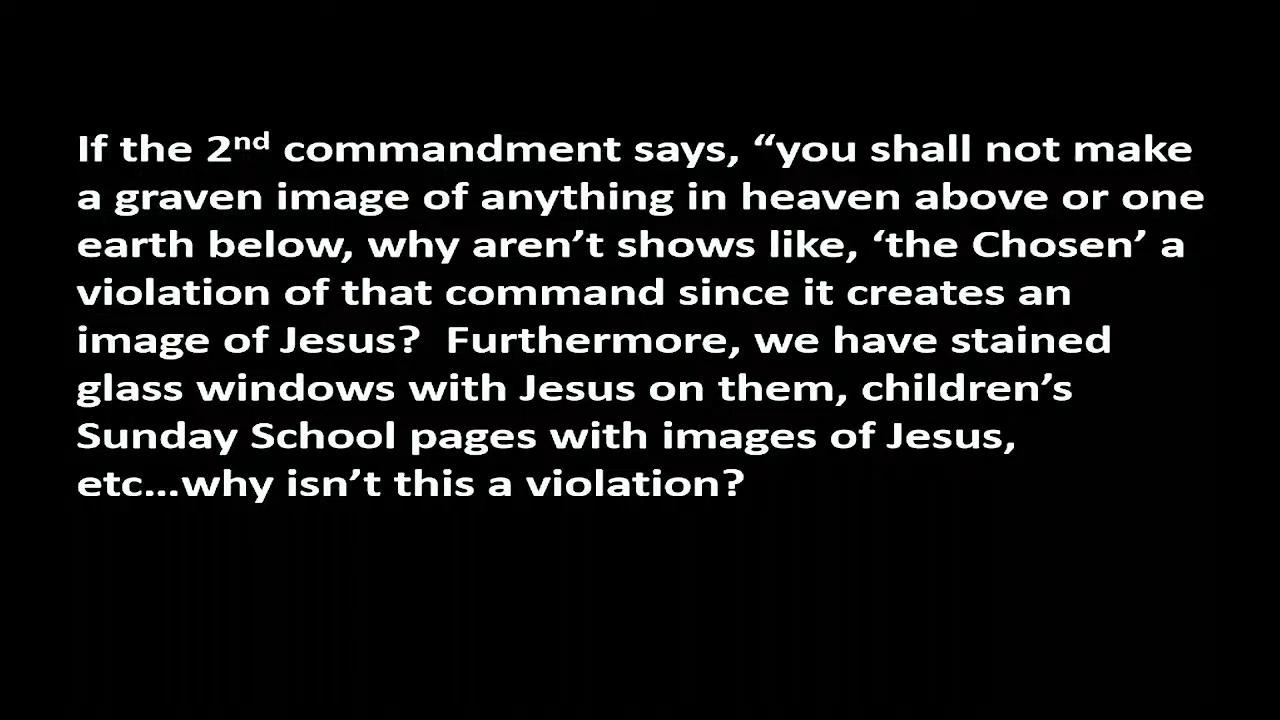 If the 2nd commandment says, “you shall not make
a graven image of anything in heaven above or one
earth below, why aren’t shows like, ‘the Chosen’ a
violation of that command since it creates an
image of Jesus?  Furthermore, we have stained
glass windows with Jesus on them, children’s
Sunday School pages with images of Jesus,
etc…why isn’t this a violation?